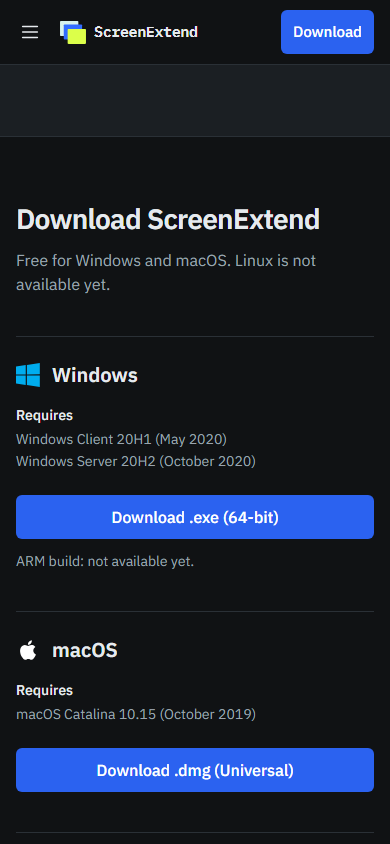 ScreenExtend
Download
Download ScreenExtend
Free for Windows and macOS. Linux is not
available yet.
Windows
Requires
Windows Client 20H1 (May 2020)
Windows Server 20H2 (October 2020)
Download .exe (64-bit)
ARM build: not available yet.
macOS
Requires
macOS Catalina 10.15 (October 2019)
Download .dmg (Universal)